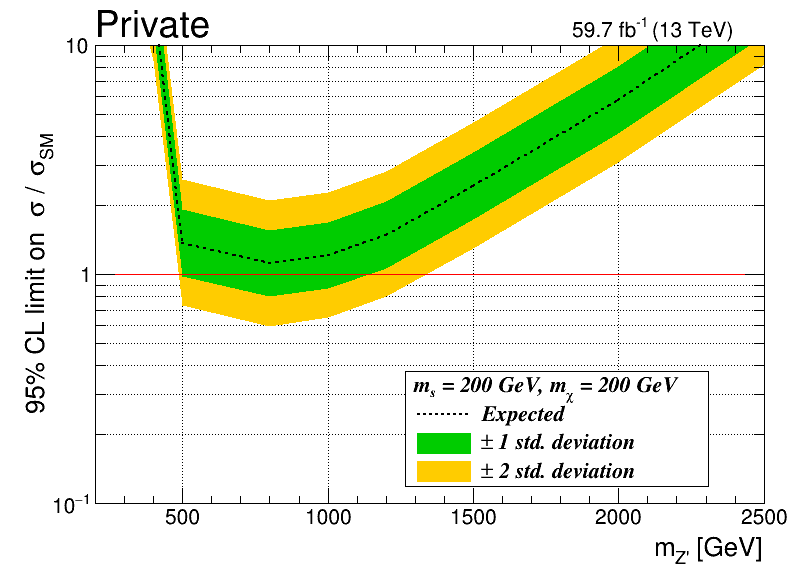 Private
59.7 fb⁻¹ (13 TeV)
95% CL limit on σ / σ_SM
10
1
10⁻¹
m_s = 200 GeV, m_χ = 200 GeV
Expected
± 1 std. deviation
± 2 std. deviation
500 1000 1500 2000 2500
m_Z' [GeV]